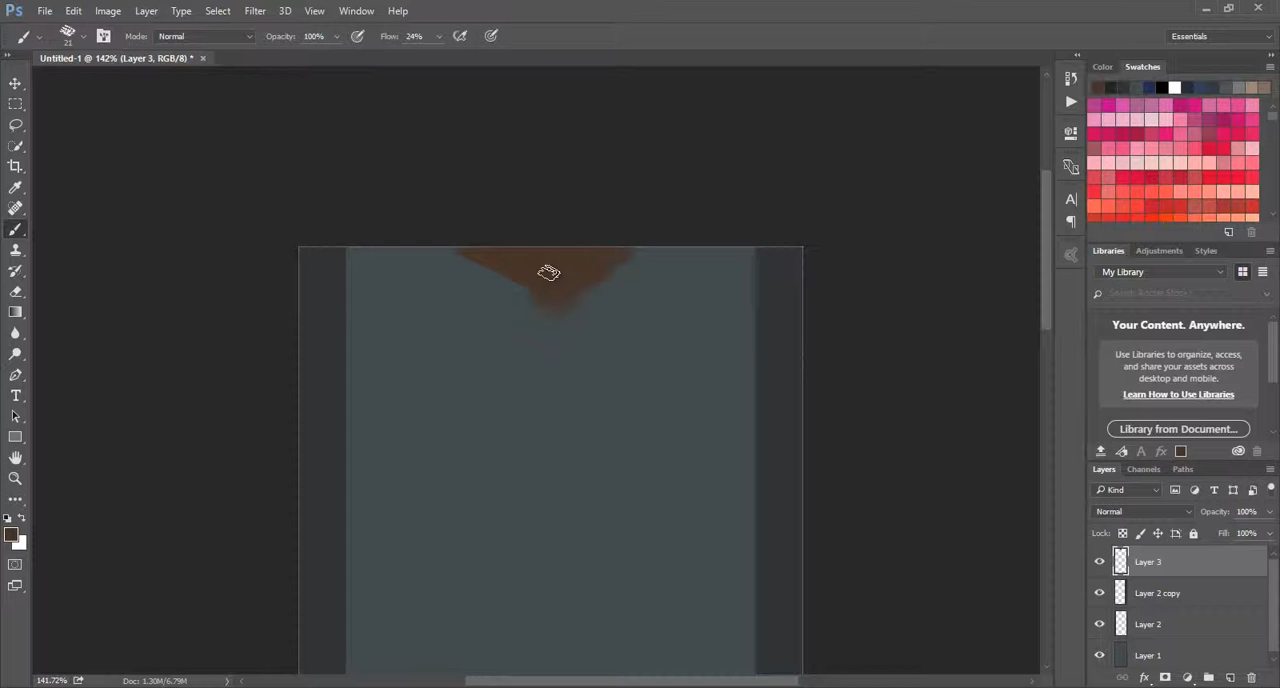 Ps File Edit Image Layer Type Select Filter 3D View Window Help
21 Mode: Normal Opacity: 100% Flow: 24% Essentials
Untitled-1 @ 142% (Layer 3, RGB/8) *
Color Swatches
Libraries Adjustments Styles
My Library
Your Content. Anywhere.
Use Libraries to organize, access,
and share your assets across
desktop and mobile.
Learn How to Use Libraries
Library from Document...
Layers Channels Paths
Kind
Normal Opacity: 100%
Lock: Fill: 100%
Layer 3
Layer 2 copy
Layer 2
Layer 1
141.72% Doc: 1.30M/6.79M